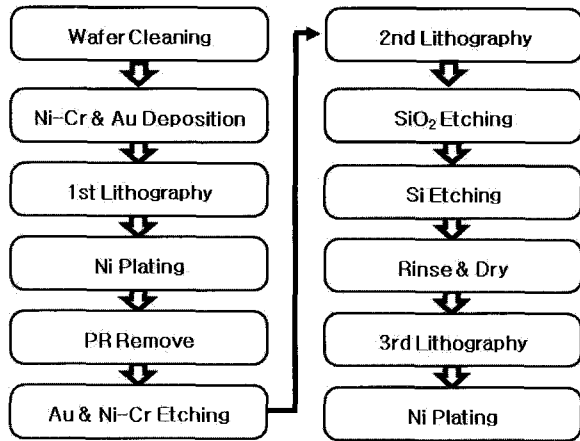 Wafer Cleaning
Ni-Cr & Au Deposition
1st Lithography
Ni Plating
PR Remove
Au & Ni-Cr Etching
2nd Lithography
SiO₂ Etching
Si Etching
Rinse & Dry
3rd Lithography
Ni Plating